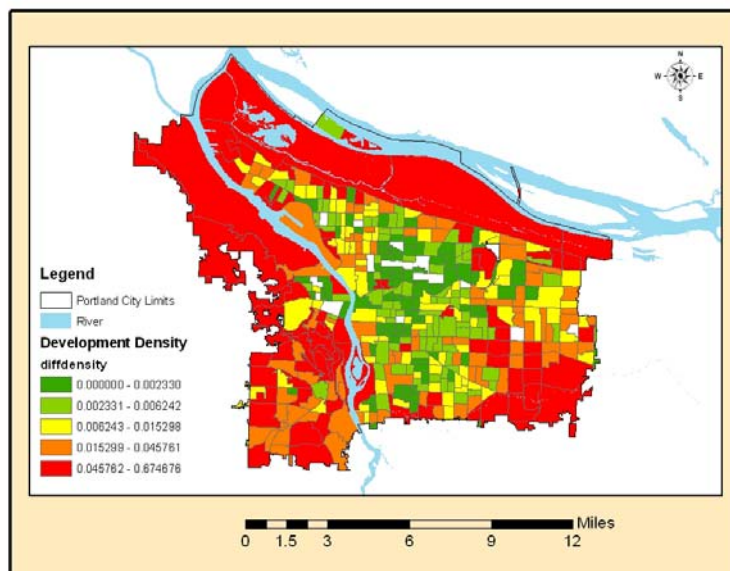 N
W E
S
Legend
Portland City Limits
River
Development Density
diffdensity
0.000000 - 0.002330
0.002331 - 0.006242
0.006243 - 0.015298
0.015299 - 0.045761
0.045762 - 0.674676
Miles
0 1.5 3 6 9 12